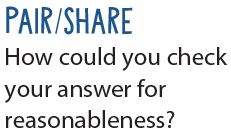 PAIR/SHARE
How could you check
your answer for
reasonableness?